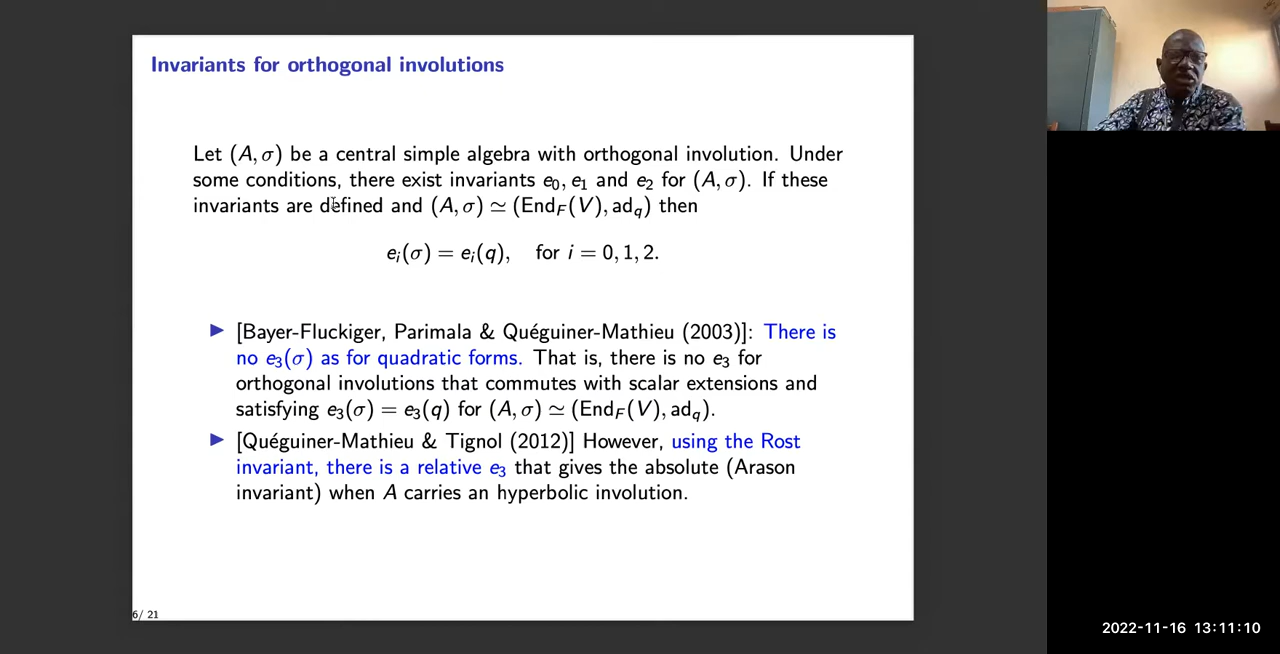 Invariants for orthogonal involutions
Let (A, σ) be a central simple algebra with orthogonal involution. Under
some conditions, there exist invariants e₀, e₁ and e₂ for (A, σ). If these
invariants are defined and (A, σ) ≃ (End_F(V), ad_q) then
eᵢ(σ) = eᵢ(q), for i = 0, 1, 2.
▶ [Bayer-Fluckiger, Parimala & Quéguiner-Mathieu (2003)]: There is
no e₃(σ) as for quadratic forms. That is, there is no e₃ for
orthogonal involutions that commutes with scalar extensions and
satisfying e₃(σ) = e₃(q) for (A, σ) ≃ (End_F(V), ad_q).
▶ [Quéguiner-Mathieu & Tignol (2012)] However, using the Rost
invariant, there is a relative e₃ that gives the absolute (Arason
invariant) when A carries an hyperbolic involution.
6/ 21
2022-11-16 13:11:10